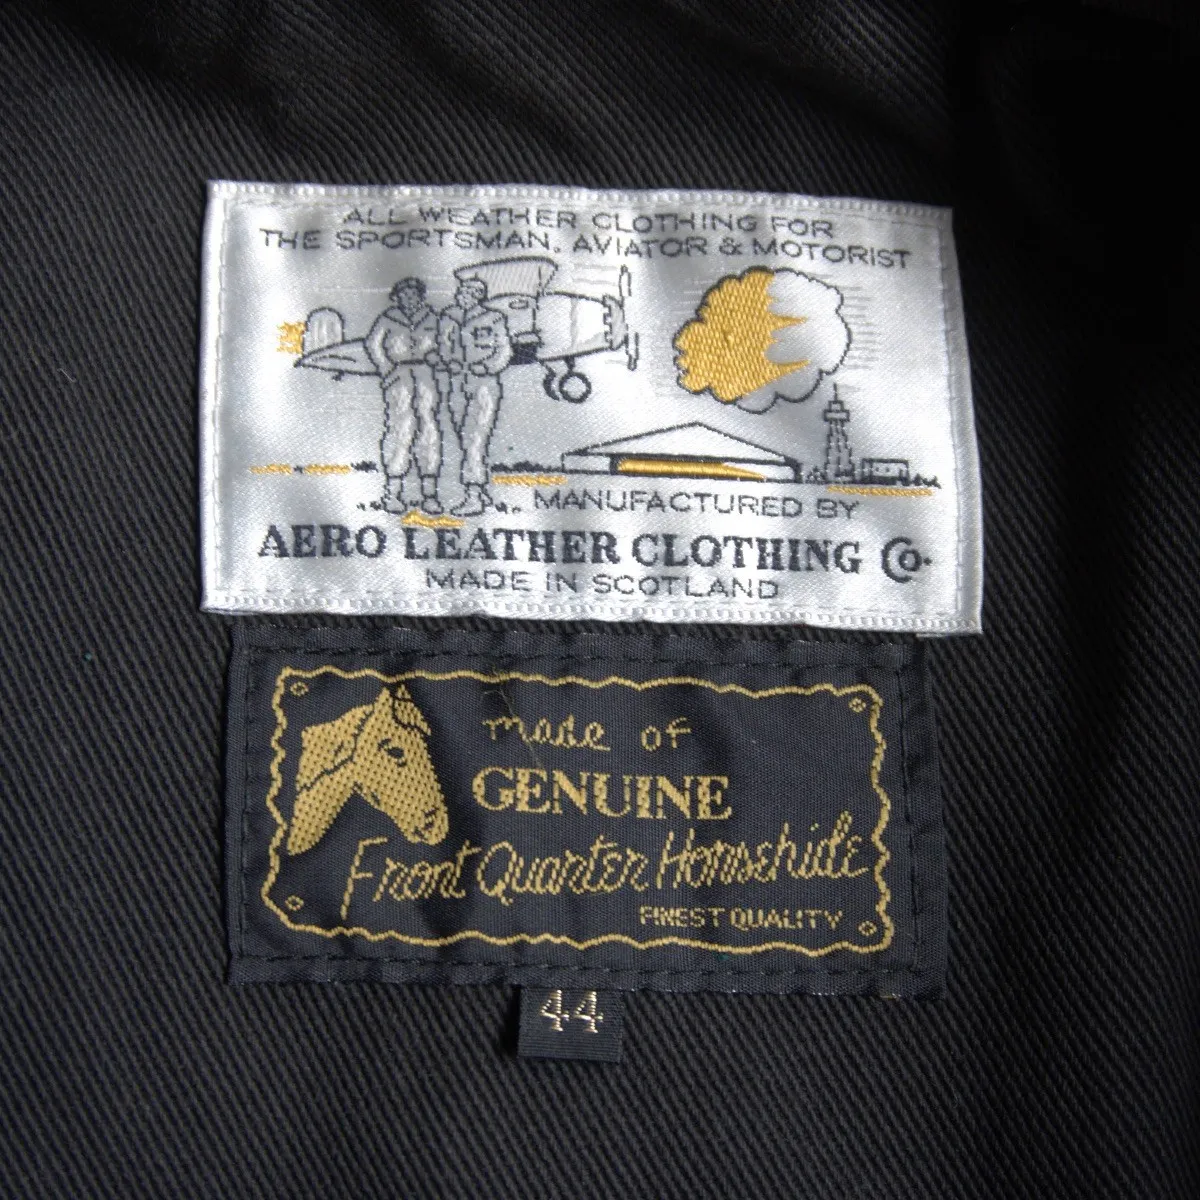 ALL WEATHER CLOTHING FOR
THE SPORTSMAN. AVIATOR & MOTORIST
MANUFACTURED BY
AERO LEATHER CLOTHING Co.
MADE IN SCOTLAND
made of
GENUINE
Front Quarter Horsehide
FINEST QUALITY
44